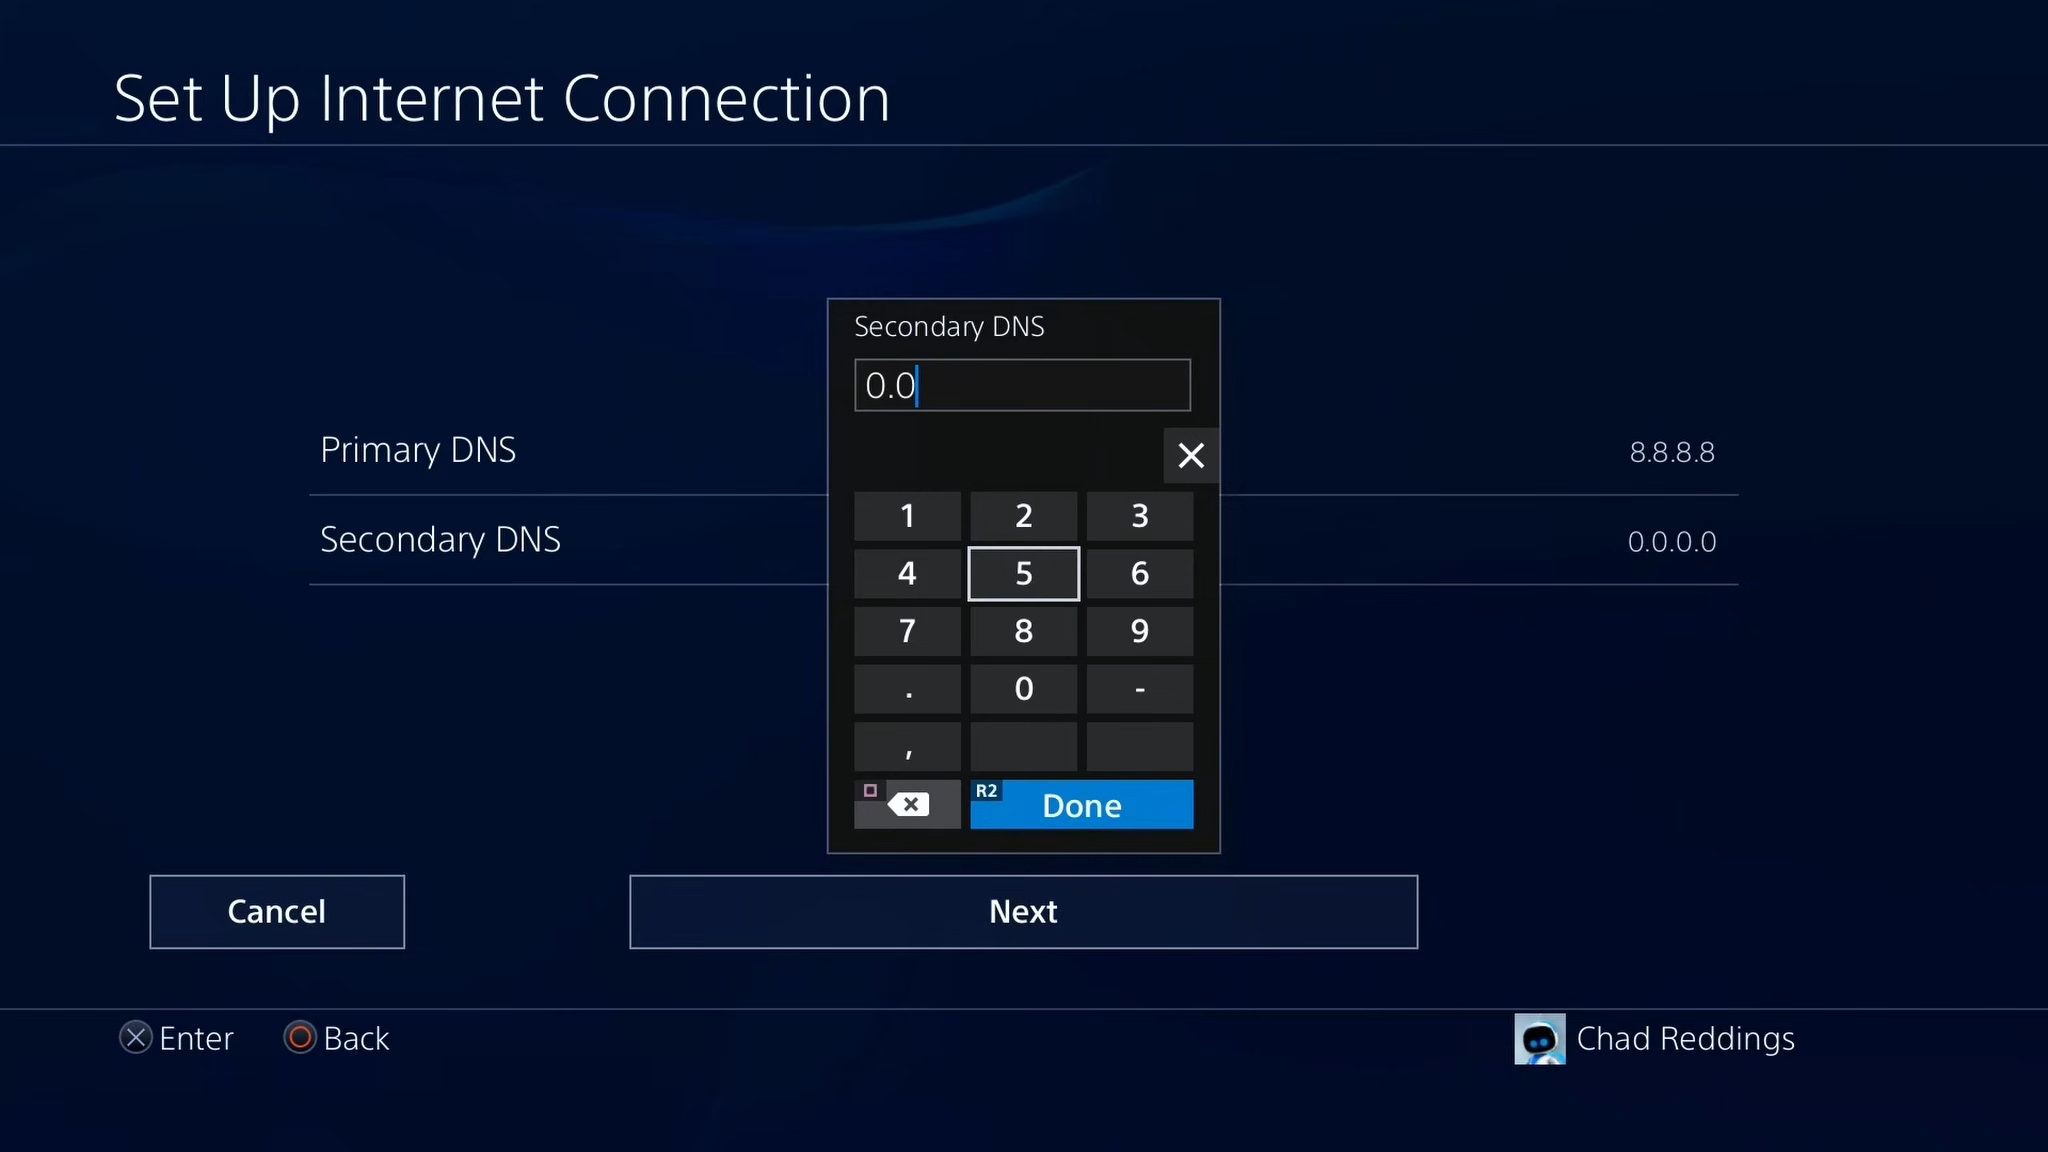 Set Up Internet Connection
Secondary DNS
0.0
Primary DNS
8.8.8.8
Secondary DNS
0.0.0.0
1 2 3
4 5 6
7 8 9
. 0 -
,
R2 Done
Cancel
Next
Enter
Back
Chad Reddings